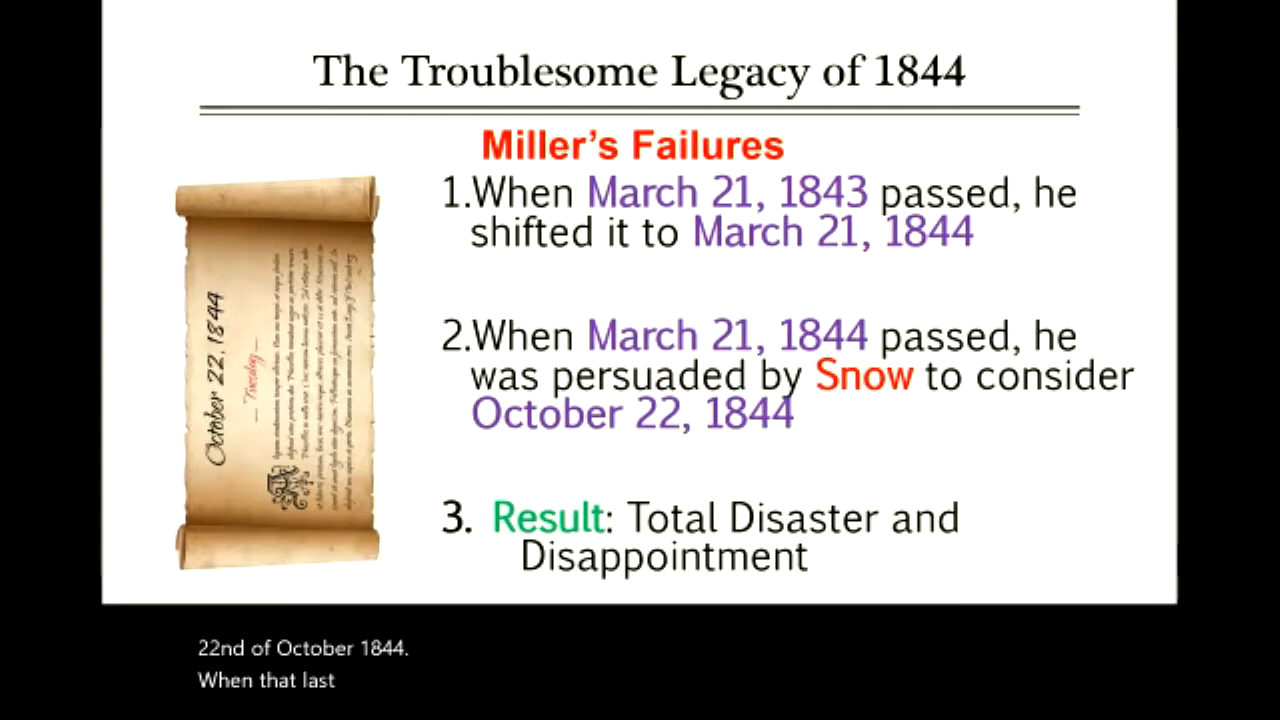 The Troublesome Legacy of 1844
Miller's Failures
1.When March 21, 1843 passed, he
shifted it to March 21, 1844
2.When March 21, 1844 passed, he
was persuaded by Snow to consider
October 22, 1844
3. Result: Total Disaster and
Disappointment
October 22, 1844
— Tuesday —
22nd of October 1844.
When that last